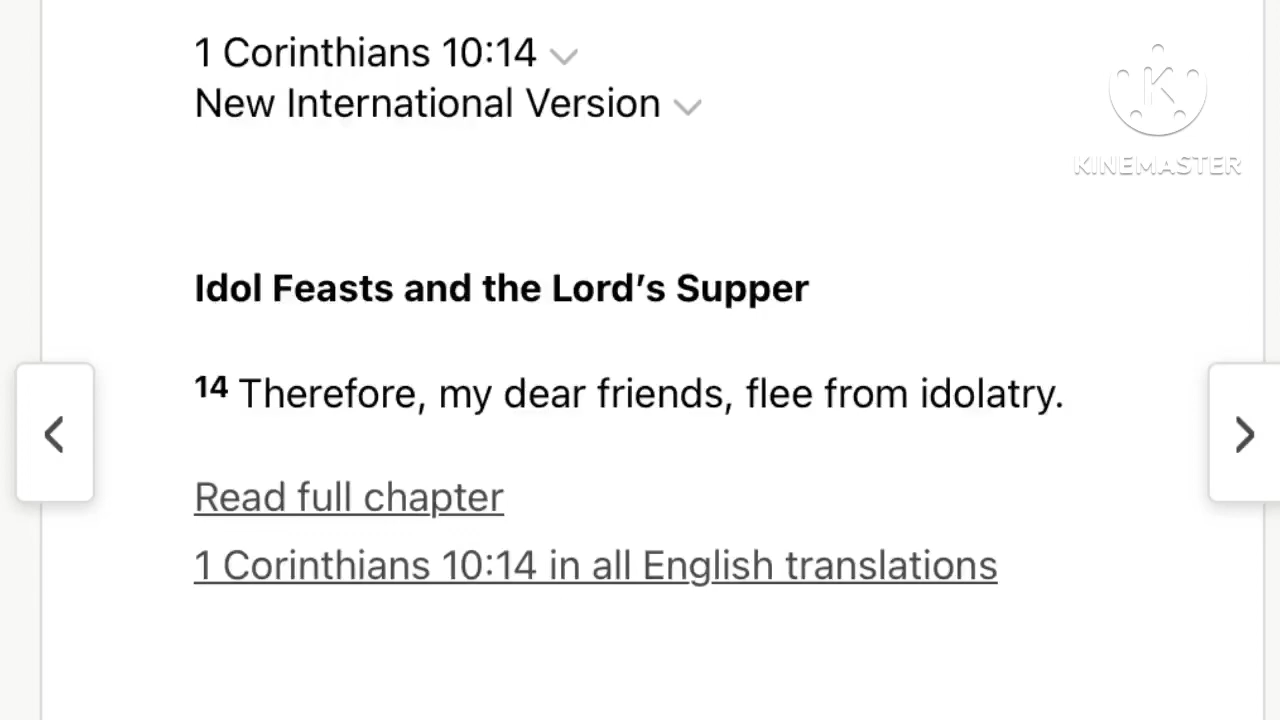 1 Corinthians 10:14
New International Version
K
KINEMASTER
Idol Feasts and the Lord’s Supper
14 Therefore, my dear friends, flee from idolatry.
Read full chapter
1 Corinthians 10:14 in all English translations